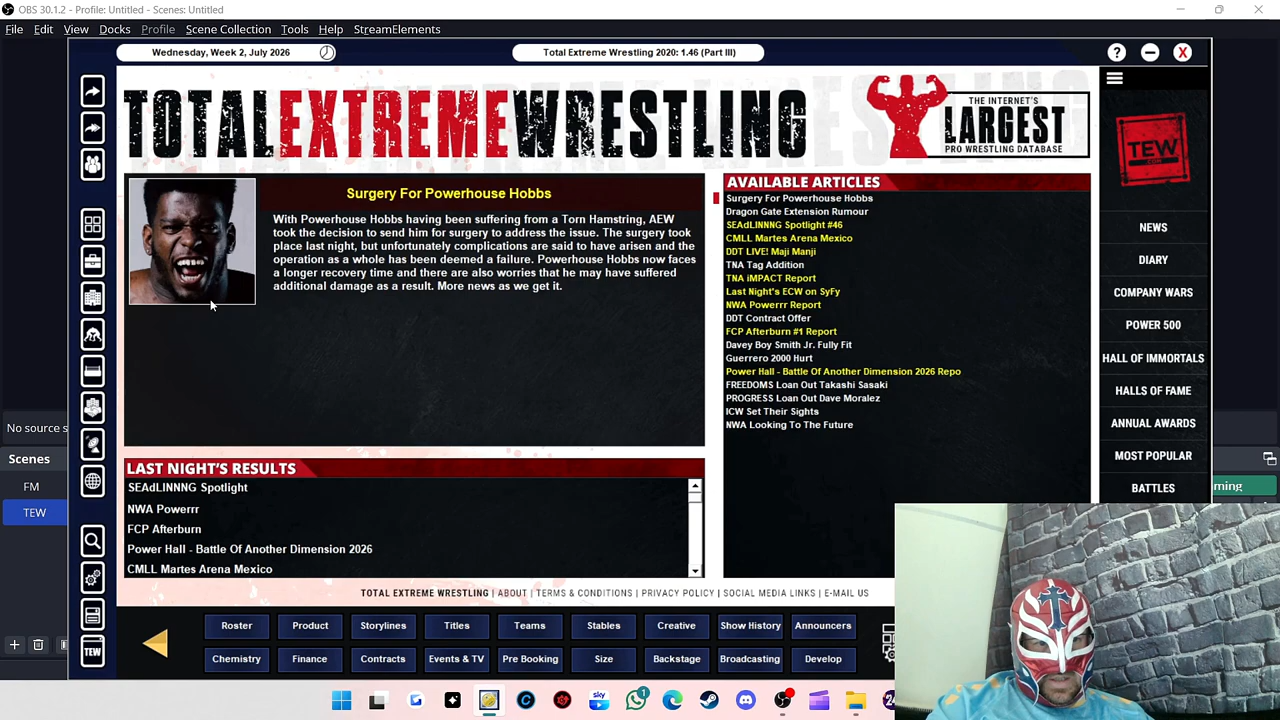 OBS 30.1.2 - Profile: Untitled - Scenes: Untitled
File Edit View Docks Profile Scene Collection Tools Help StreamElements
Wednesday, Week 2, July 2026
Total Extreme Wrestling 2020: 1.46 (Part III)
? X
TOTALEXTREMEWRESTLING
THE INTERNET'S
LARGEST
PRO WRESTLING DATABASE
TEW
.COM
Surgery For Powerhouse Hobbs
With Powerhouse Hobbs having been suffering from a Torn Hamstring, AEW
took the decision to send him for surgery to address the issue. The surgery took
place last night, but unfortunately complications are said to have arisen and the
operation as a whole has been deemed a failure. Powerhouse Hobbs now faces
a longer recovery time and there are also worries that he may have suffered
additional damage as a result. More news as we get it.
AVAILABLE ARTICLES
Surgery For Powerhouse Hobbs
Dragon Gate Extension Rumour
SEAdLINNNG Spotlight #46
CMLL Martes Arena Mexico
DDT LIVE! Maji Manji
TNA Tag Addition
TNA iMPACT Report
Last Night's ECW on SyFy
NWA Powerrr Report
DDT Contract Offer
FCP Afterburn #1 Report
Davey Boy Smith Jr. Fully Fit
Guerrero 2000 Hurt
Power Hall - Battle Of Another Dimension 2026 Repo
FREEDOMS Loan Out Takashi Sasaki
PROGRESS Loan Out Dave Moralez
ICW Set Their Sights
NWA Looking To The Future
NEWS
DIARY
COMPANY WARS
POWER 500
HALL OF IMMORTALS
HALLS OF FAME
ANNUAL AWARDS
MOST POPULAR
BATTLES
No source s
Scenes
FM
TEW
ming
LAST NIGHT'S RESULTS
SEAdLINNNG Spotlight
NWA Powerrr
FCP Afterburn
Power Hall - Battle Of Another Dimension 2026
CMLL Martes Arena Mexico
TOTAL EXTREME WRESTLING | ABOUT | TERMS & CONDITIONS | PRIVACY POLICY | SOCIAL MEDIA LINKS | E-MAIL US
Roster Product Storylines Titles Teams Stables Creative Show History Announcers
Chemistry Finance Contracts Events & TV Pre Booking Size Backstage Broadcasting Develop
TEW
sky
1
24